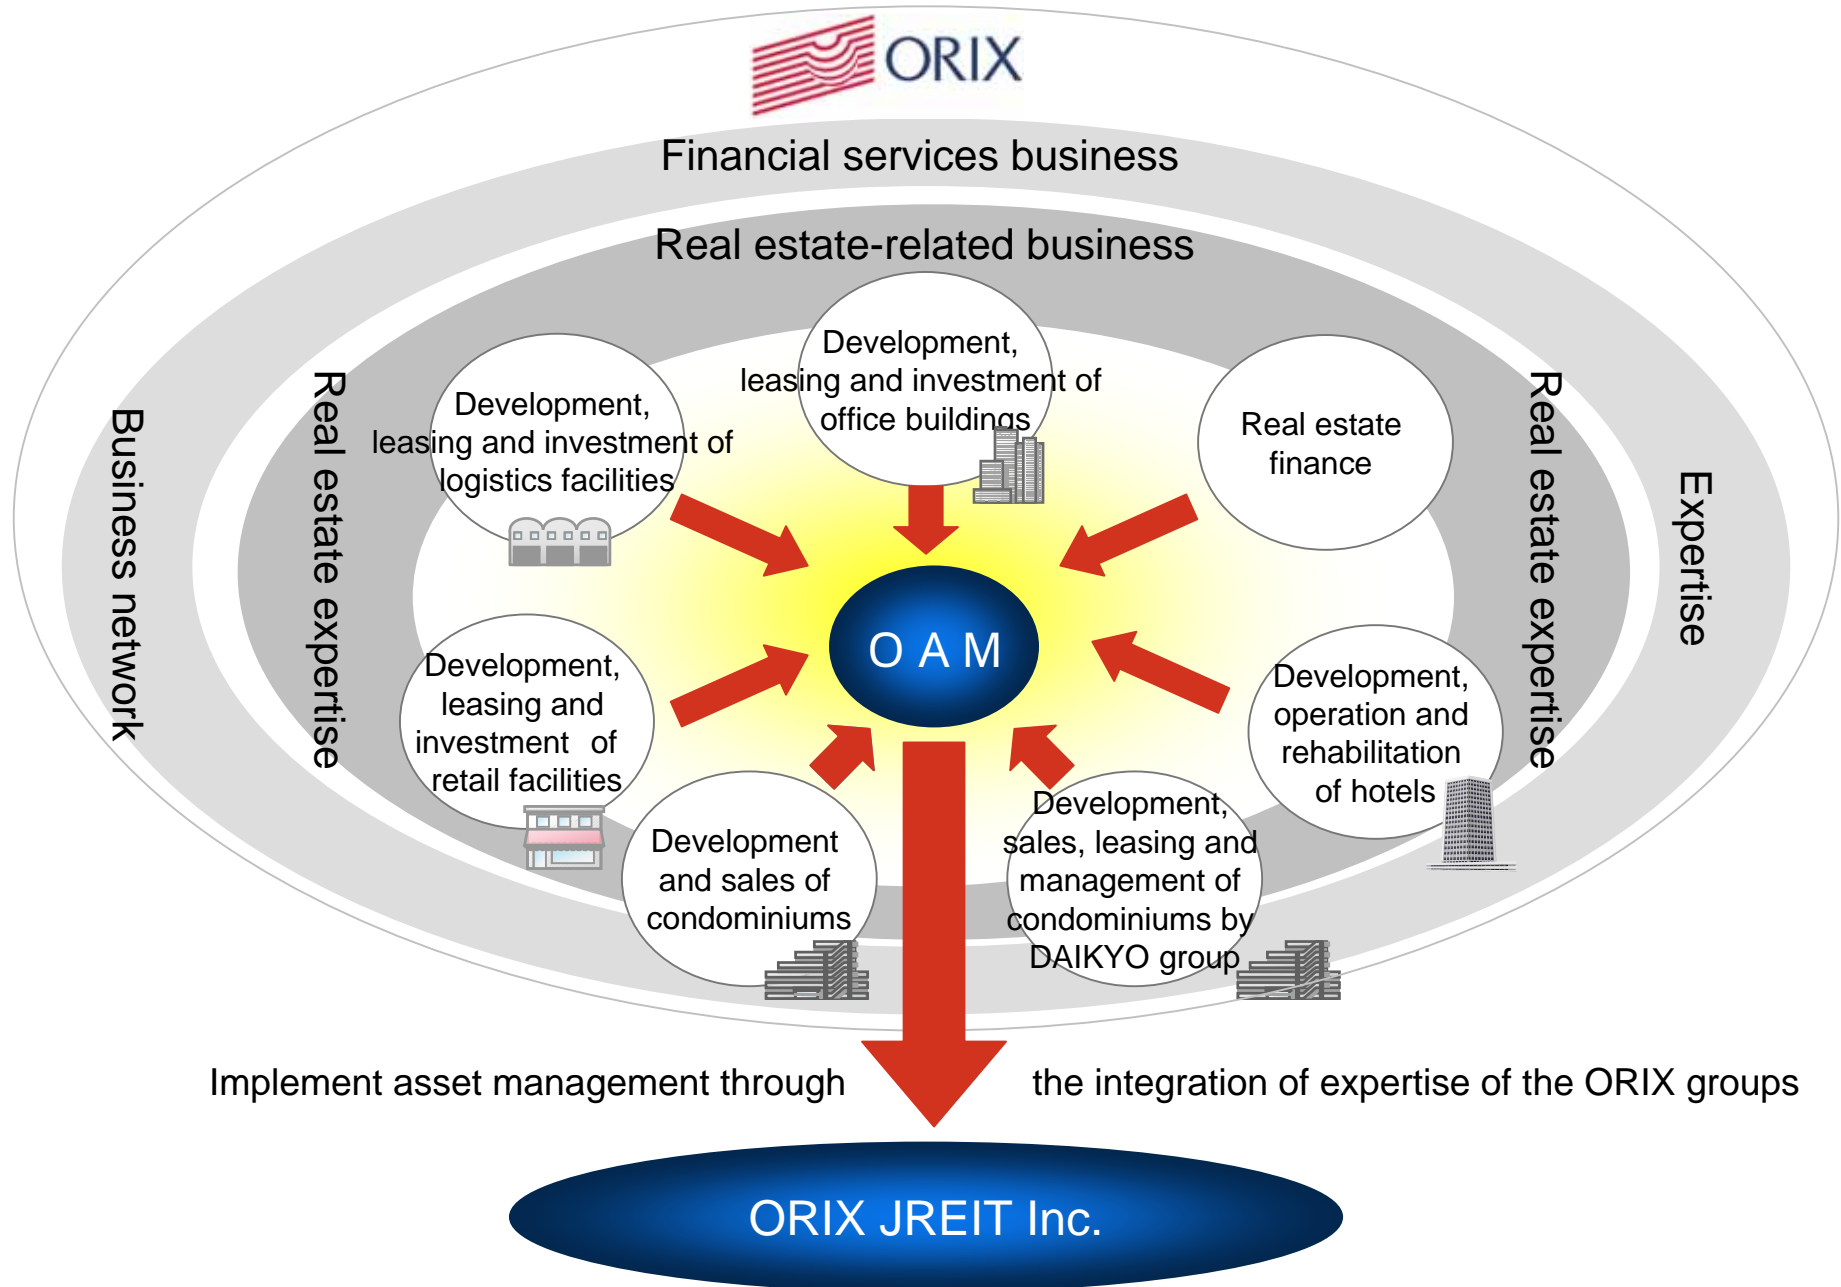 ORIX
Financial services business
Real estate-related business
Development,
leasing and investment of
office buildings
Development,
leasing and investment of
logistics facilities
Real estate
finance
Business network
Real estate expertise
Real estate expertise
Expertise
O A M
Development,
leasing and
investment of
retail facilities
Development,
operation and
rehabilitation
of hotels
Development
and sales of
condominiums
Development,
sales, leasing and
management of
condominiums by
DAIKYO group
Implement asset management through the integration of expertise of the ORIX groups
ORIX JREIT Inc.